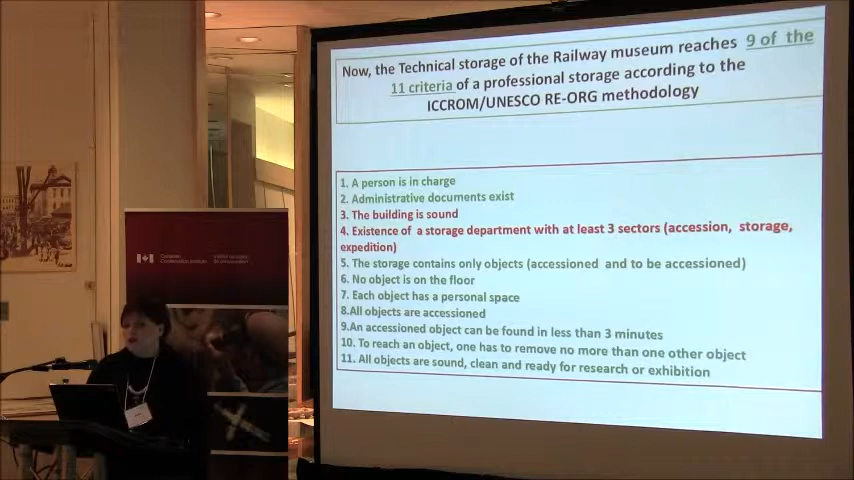 Now, the Technical storage of the Railway museum reaches 9 of the
11 criteria of a professional storage according to the
ICCROM/UNESCO RE-ORG methodology
1. A person is in charge
2. Administrative documents exist
3. The building is sound
4. Existence of a storage department with at least 3 sectors (accession, storage,
expedition)
5. The storage contains only objects (accessioned and to be accessioned)
6. No object is on the floor
7. Each object has a personal space
8.All objects are accessioned
9.An accessioned object can be found in less than 3 minutes
10. To reach an object, one has to remove no more than one other object
11. All objects are sound, clean and ready for research or exhibition
Canadian
Conservation Institute
Institut canadien
de conservation